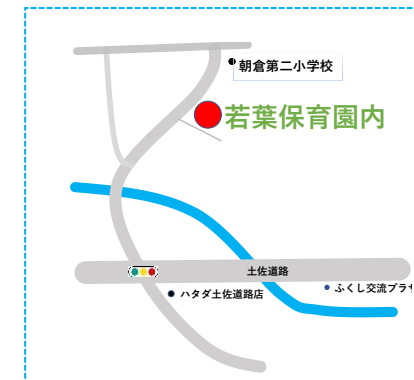 朝倉第二小学校
若葉保育園内
土佐道路
ハタダ土佐道路店
ふくし交流プラ